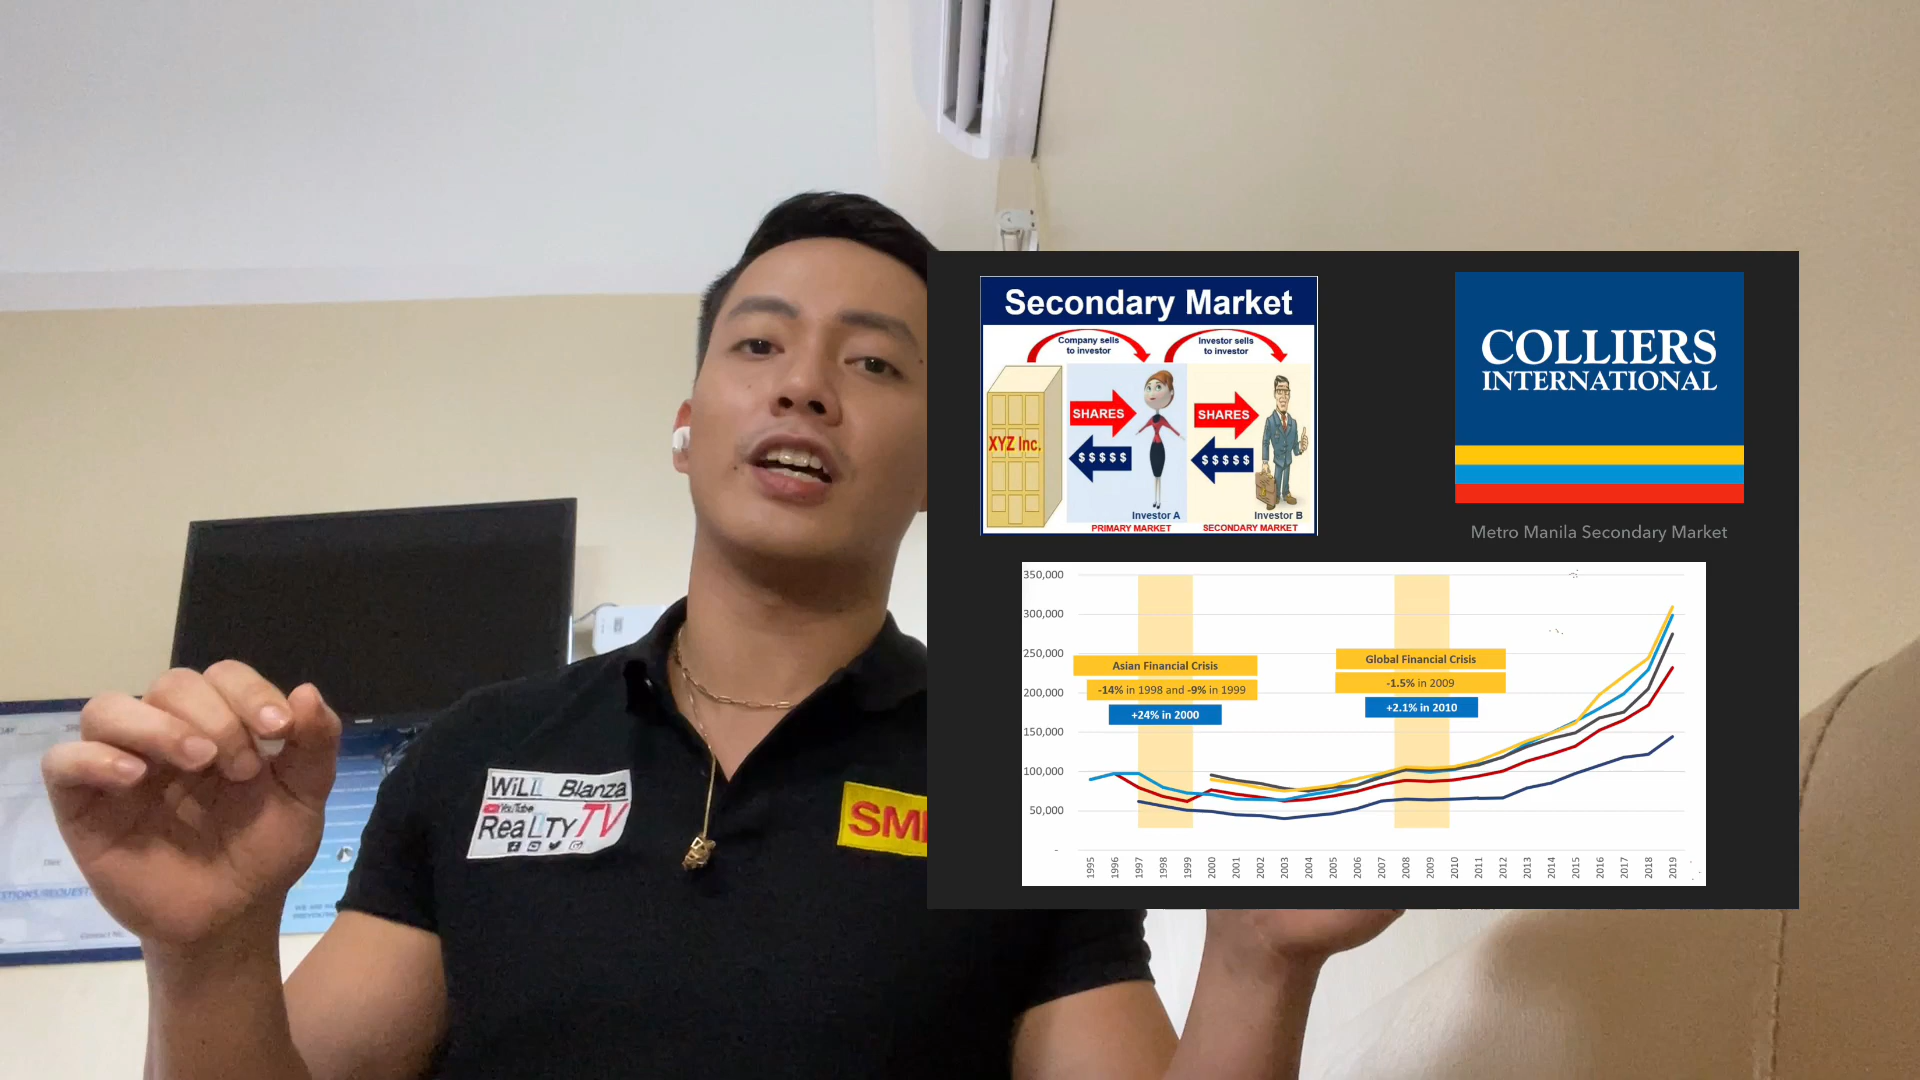 Secondary Market
Company sells
to investor
Investor sells
to investor
SHARES
SHARES
XYZ Inc.
$ $ $ $ $
$ $ $ $ $
Investor A
Investor B
PRIMARY MARKET
SECONDARY MARKET
COLLIERS
INTERNATIONAL
Metro Manila Secondary Market
350,000
300,000
250,000
200,000
150,000
100,000
50,000
-
Asian Financial Crisis
-14% in 1998 and -9% in 1999
+24% in 2000
Global Financial Crisis
-1.5% in 2009
+2.1% in 2010
1995 1996 1997 1998 1999 2000 2001 2002 2003 2004 2005 2006 2007 2008 2009 2010 2011 2012 2013 2014 2015 2016 2017 2018 2019
WiLL Blanza
YouTube
ReaLTY TV
SM